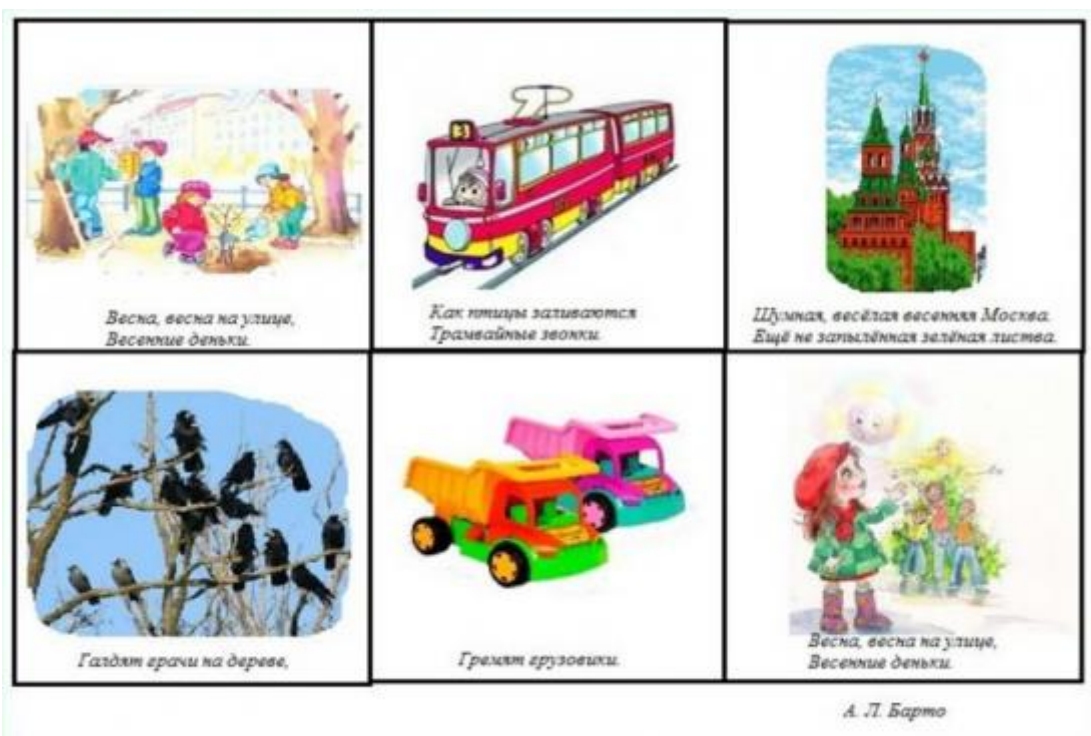 Весна, весна на улице,
Весенние деньки.
3
Как птицы заливаются
Трамвайные звонки.
Шумная, весёлая весенняя Москва.
Ещё не запылённая зелёная листва.
Галдят грачи на дереве,
Гремят грузовики.
Весна, весна на улице,
Весенние деньки.
А. Л. Барто